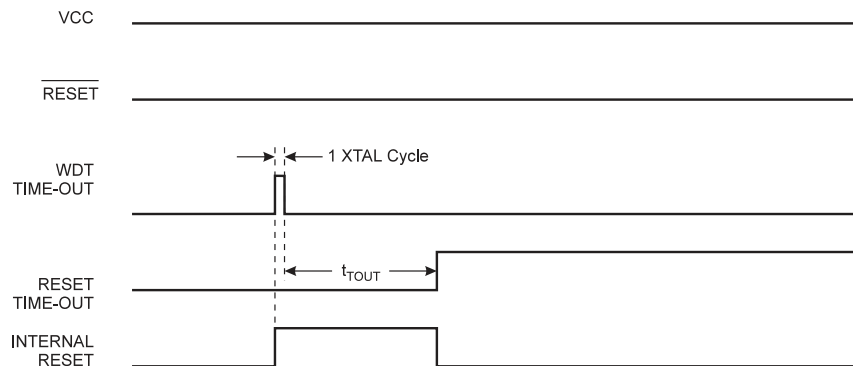 VCC
RESET
1 XTAL Cycle
WDT
TIME-OUT
tTOUT
RESET
TIME-OUT
INTERNAL
RESET